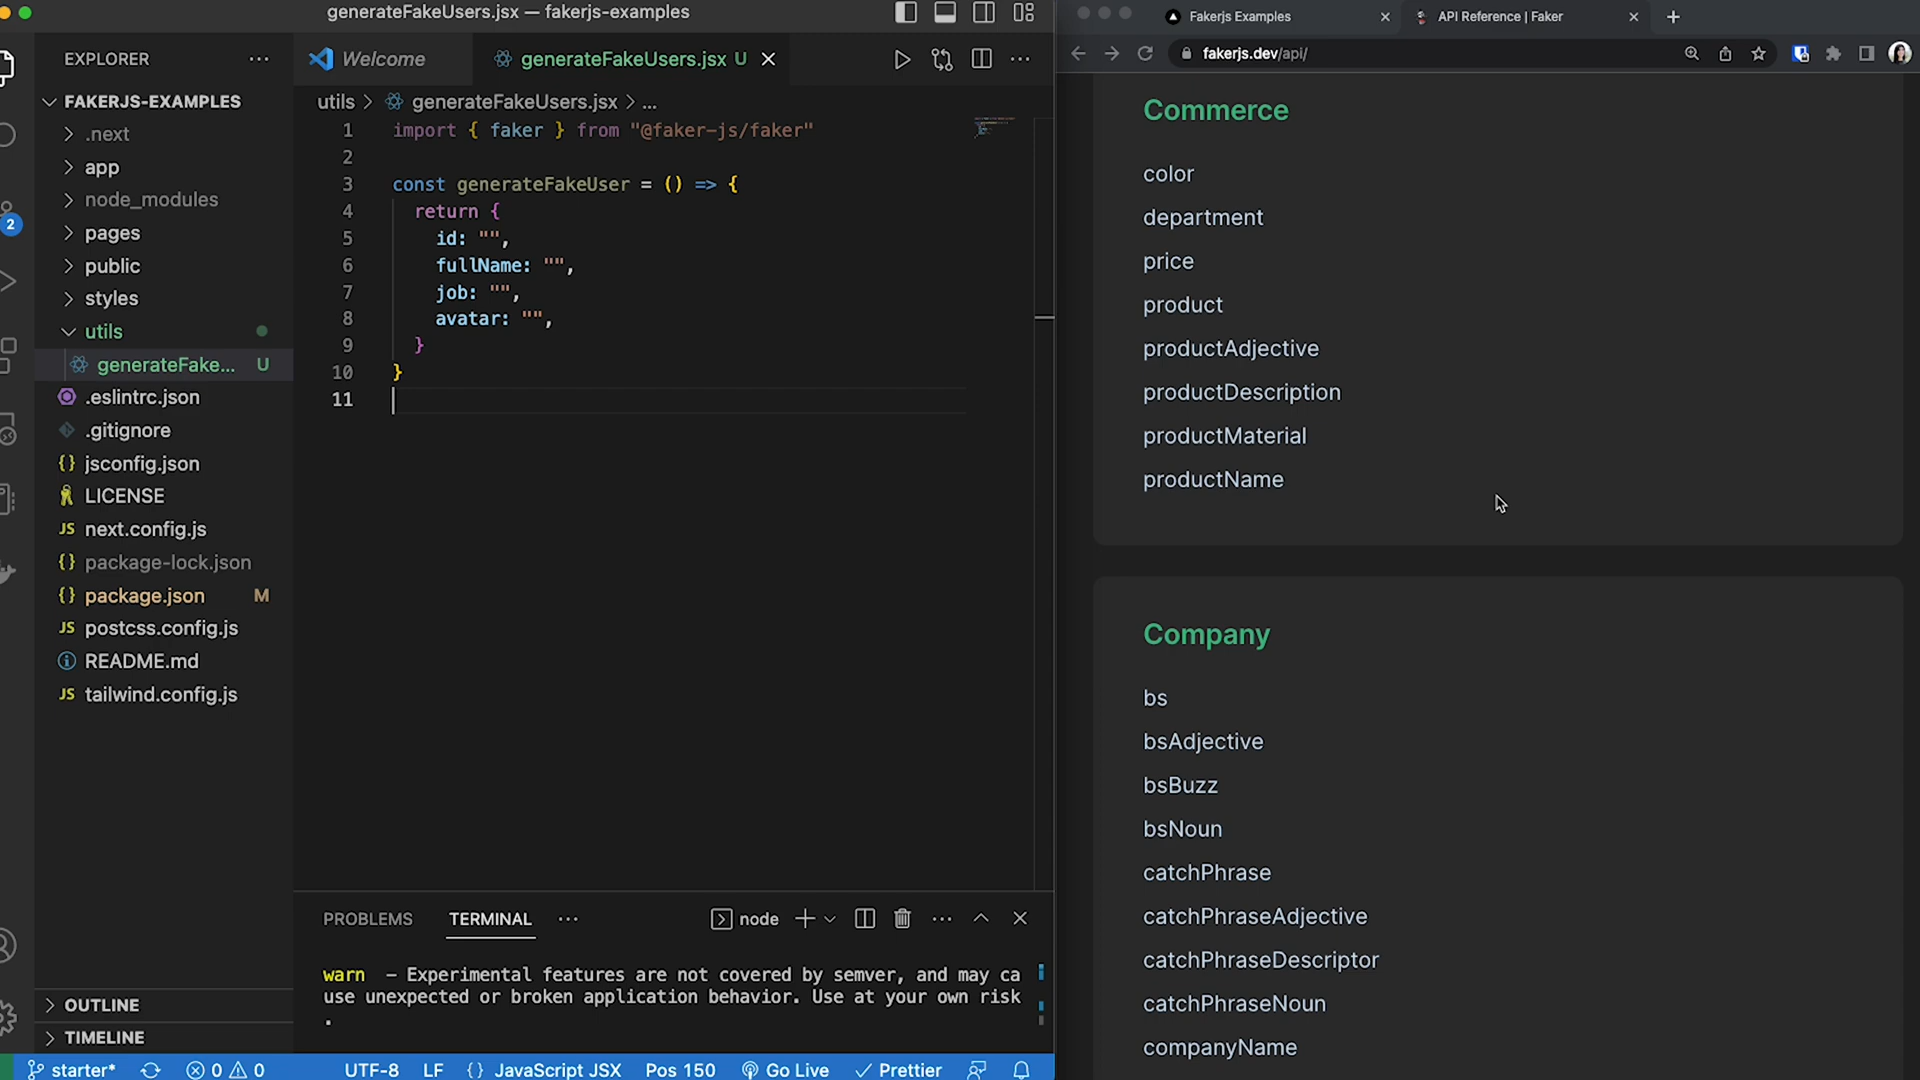 generateFakeUsers.jsx — fakerjs-examples
EXPLORER
FAKERJS-EXAMPLES
.next
app
node_modules
pages
public
styles
utils
generateFake... U
.eslintrc.json
.gitignore
jsconfig.json
LICENSE
next.config.js
package-lock.json
package.json M
postcss.config.js
README.md
tailwind.config.js
OUTLINE
TIMELINE
2
Welcome
generateFakeUsers.jsx U
utils > generateFakeUsers.jsx > ...
1 import { faker } from "@faker-js/faker"
2
3 const generateFakeUser = () => {
4 return {
5 id: "",
6 fullName: "",
7 job: "",
8 avatar: "",
9 }
10 }
11
PROBLEMS TERMINAL ... node
warn - Experimental features are not covered by semver, and may ca
use unexpected or broken application behavior. Use at your own risk
.
starter* 0 0 UTF-8 LF {} JavaScript JSX Pos 150 Go Live Prettier
Fakerjs Examples
API Reference | Faker
fakerjs.dev/api/
Commerce
color
department
price
product
productAdjective
productDescription
productMaterial
productName
Company
bs
bsAdjective
bsBuzz
bsNoun
catchPhrase
catchPhraseAdjective
catchPhraseDescriptor
catchPhraseNoun
companyName